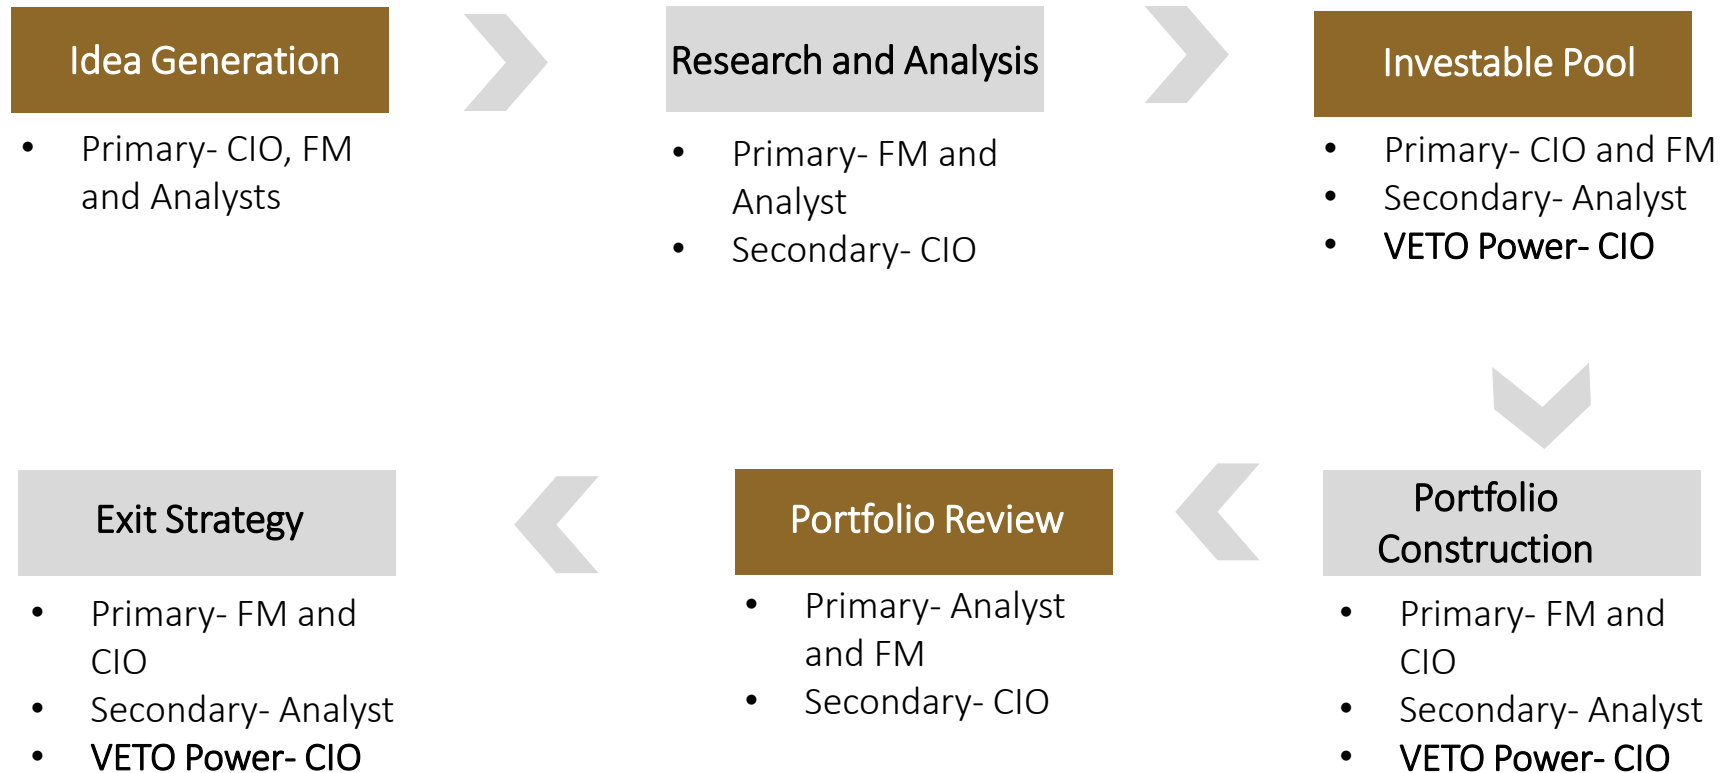 Idea Generation
• Primary- CIO, FM
and Analysts
Research and Analysis
• Primary- FM and
Analyst
• Secondary- CIO
Investable Pool
• Primary- CIO and FM
• Secondary- Analyst
• VETO Power- CIO
Portfolio
Construction
• Primary- FM and
CIO
• Secondary- Analyst
• VETO Power- CIO
Portfolio Review
• Primary- Analyst
and FM
• Secondary- CIO
Exit Strategy
• Primary- FM and
CIO
• Secondary- Analyst
• VETO Power- CIO